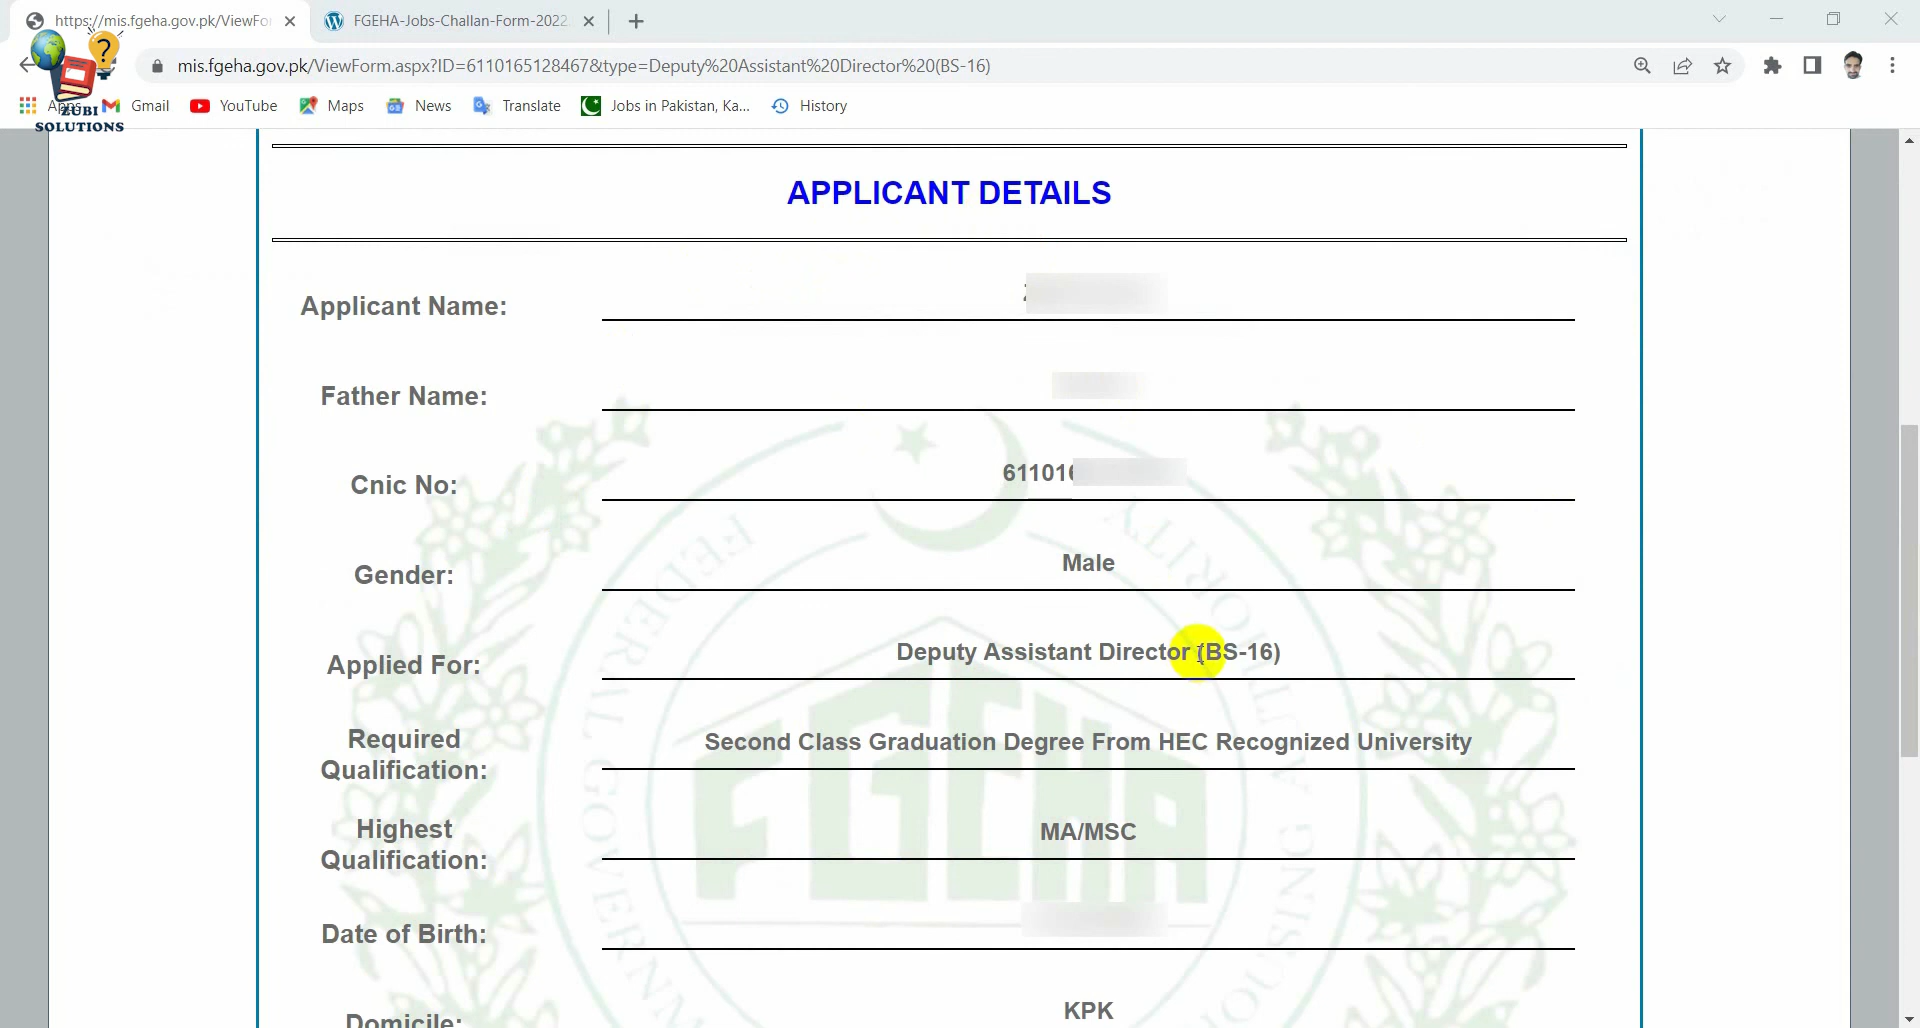 https://mis.fgeha.gov.pk/ViewFo
FGEHA-Jobs-Challan-Form-2022
mis.fgeha.gov.pk/ViewForm.aspx?ID=6110165128467&type=Deputy%20Assistant%20Director%20(BS-16)
Apps
Gmail
YouTube
Maps
News
Translate
Jobs in Pakistan, Ka...
History
ZUBI
SOLUTIONS
APPLICANT DETAILS
Applicant Name:
Father Name:
Cnic No:
611016
Gender:
Male
Applied For:
Deputy Assistant Director (BS-16)
Required
Qualification:
Second Class Graduation Degree From HEC Recognized University
Highest
Qualification:
MA/MSC
Date of Birth:
Domicile:
KPK
FGEHA
FEDERAL GOVERNM